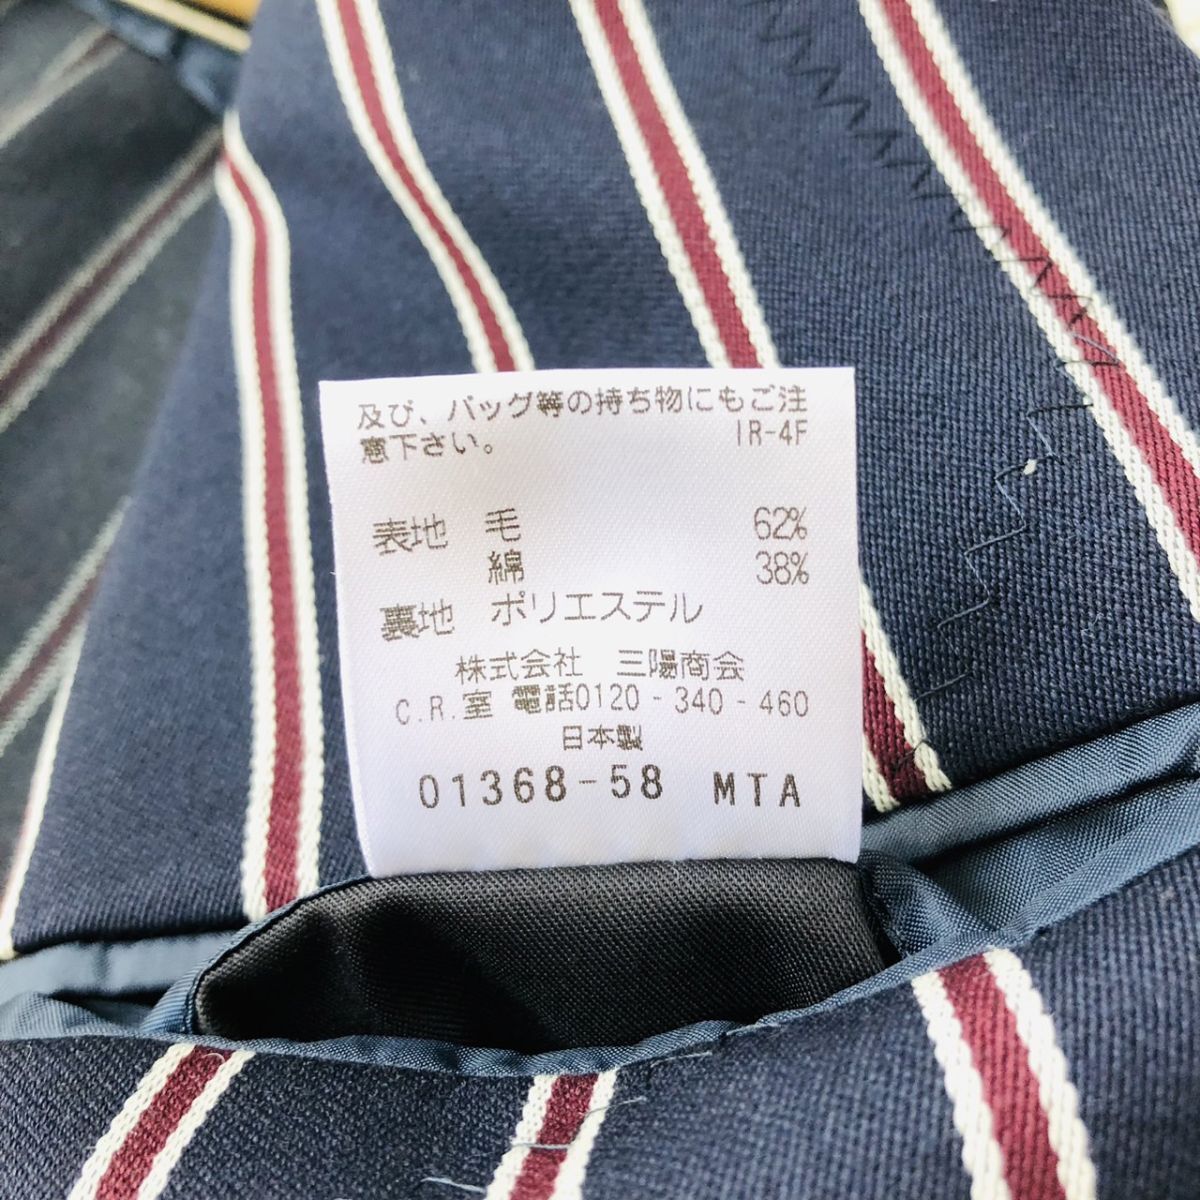 及び、バッグ等の持ち物にもご注
意下さい。 IR-4F
表地 毛 62%
綿 38%
裏地 ポリエステル
株式会社 三陽商会
C.R.室 電話0120-340-460
日本製
01368-58 MTA